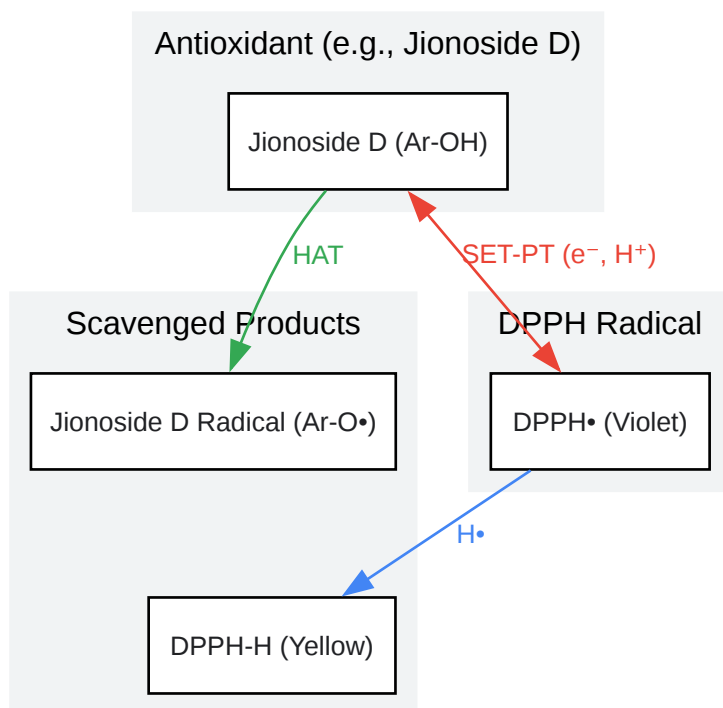 Antioxidant (e.g., Jionoside D)
Jionoside D (Ar-OH)
HAT
SET-PT (e⁻, H⁺)
Scavenged Products
DPPH Radical
Jionoside D Radical (Ar-O•)
DPPH• (Violet)
H•
DPPH-H (Yellow)